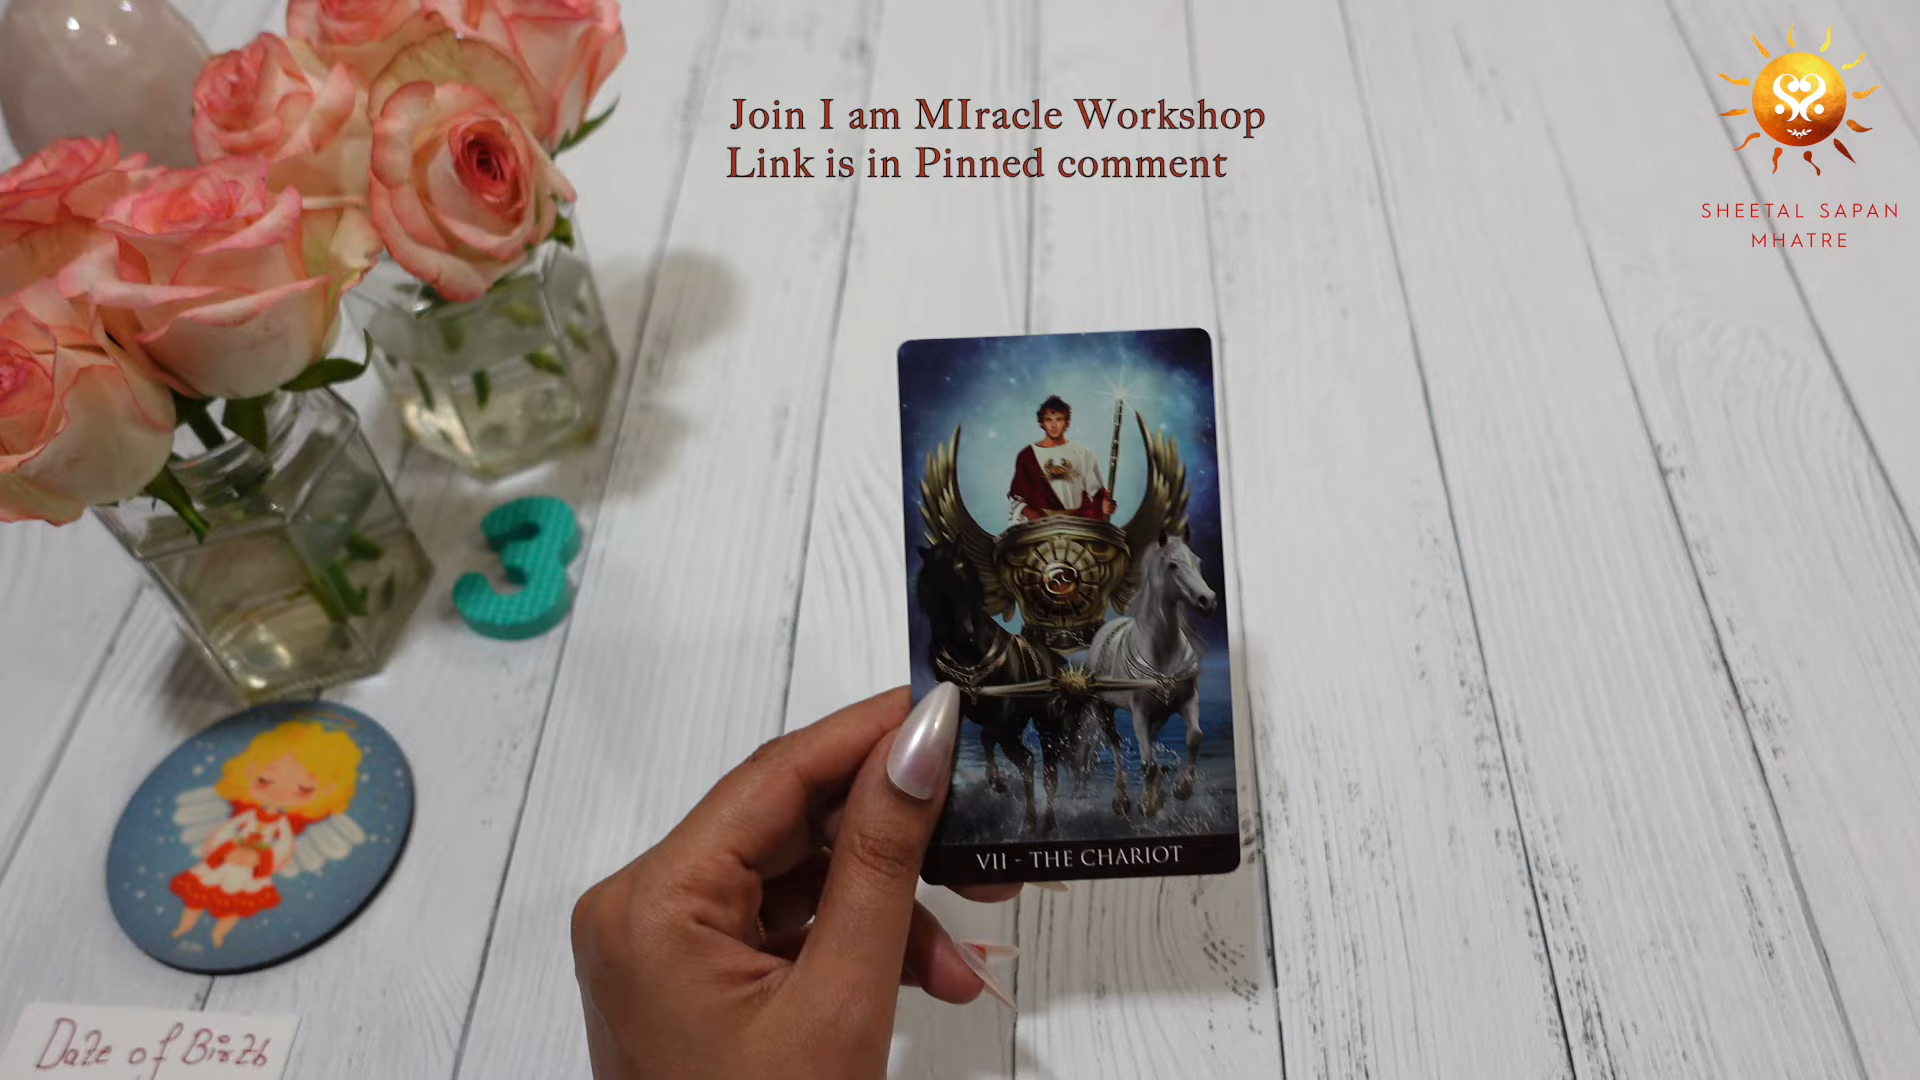 Join I am MIracle Workshop
Link is in Pinned comment
SHEETAL SAPAN
MHATRE
3
VII - THE CHARIOT
Date of Birth